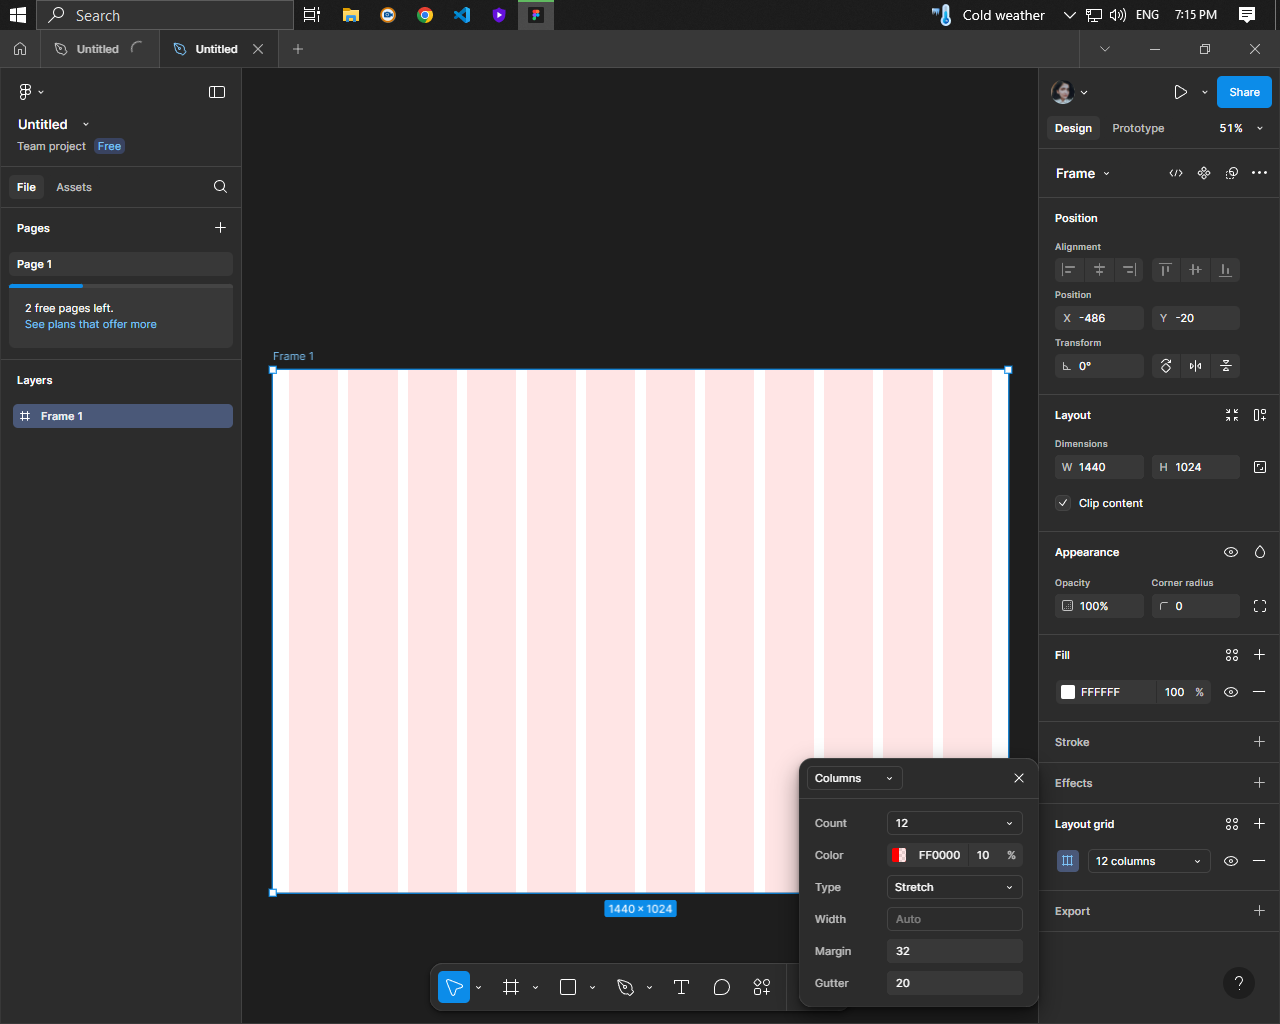 Search
Cold weather
ENG
7:15 PM
Untitled
Untitled
Untitled
Team project
Free
File
Assets
Pages
Page 1
2 free pages left.
See plans that offer more
Layers
Frame 1
Frame 1
1440 × 1024
Share
Design
Prototype
51%
Frame
Position
Alignment
Position
X -486
Y -20
Transform
0°
Layout
Dimensions
W 1440
H 1024
Clip content
Appearance
Opacity
Corner radius
100%
0
Fill
FFFFFF
100 %
Stroke
Effects
Layout grid
12 columns
Export
?
Columns
Count
12
Color
FF0000
10 %
Type
Stretch
Width
Auto
Margin
32
Gutter
20